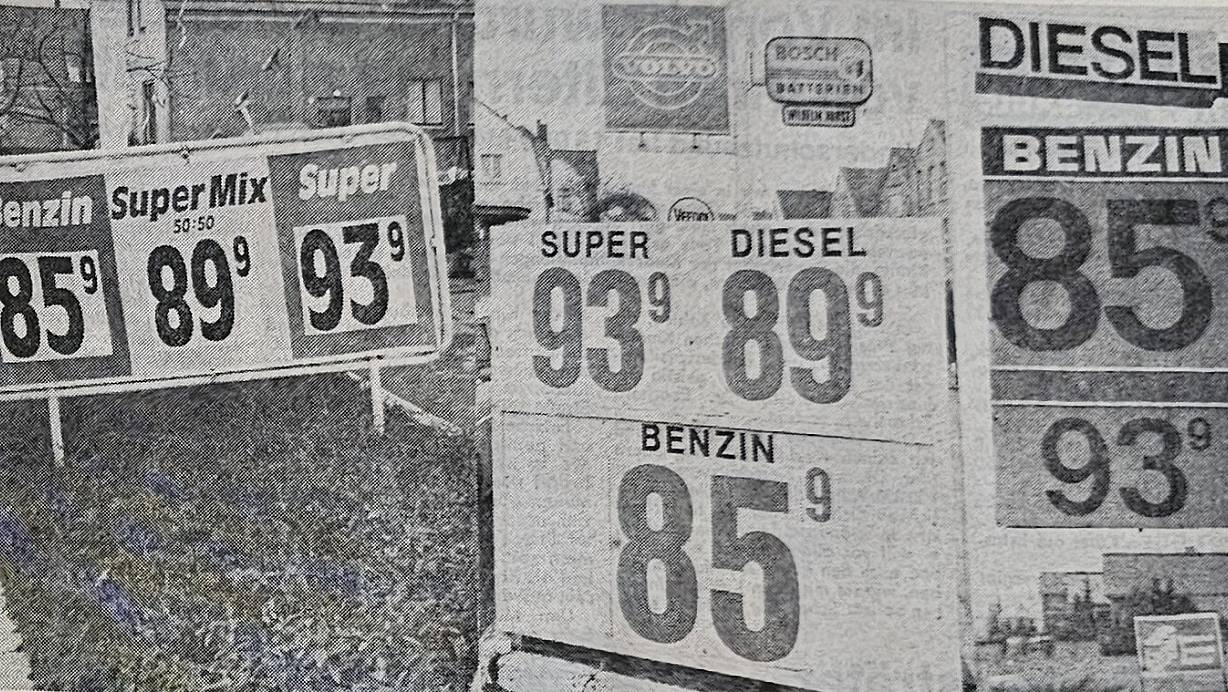 Benzin
85⁹
Super Mix
50:50
89⁹
Super
93⁹
VOLVO
BOSCH
BATTERIEN
VEEDOL
SUPER
93⁹
DIESEL
89⁹
BENZIN
85⁹
DIESEL
BENZIN
85⁹
93⁹